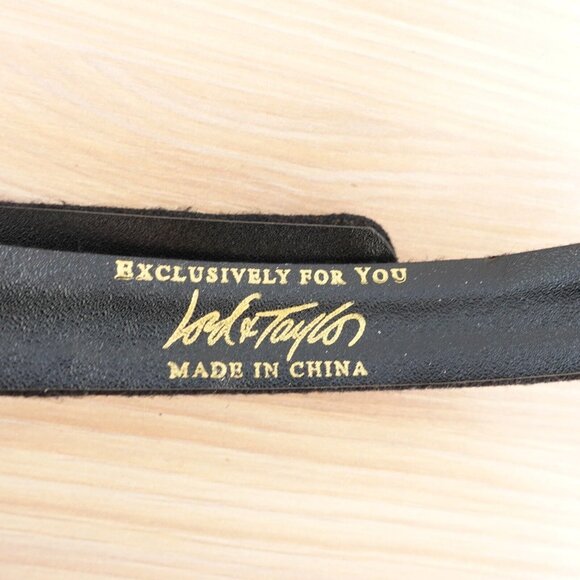 EXCLUSIVELY FOR YOU
Lord & Taylor
MADE IN CHINA